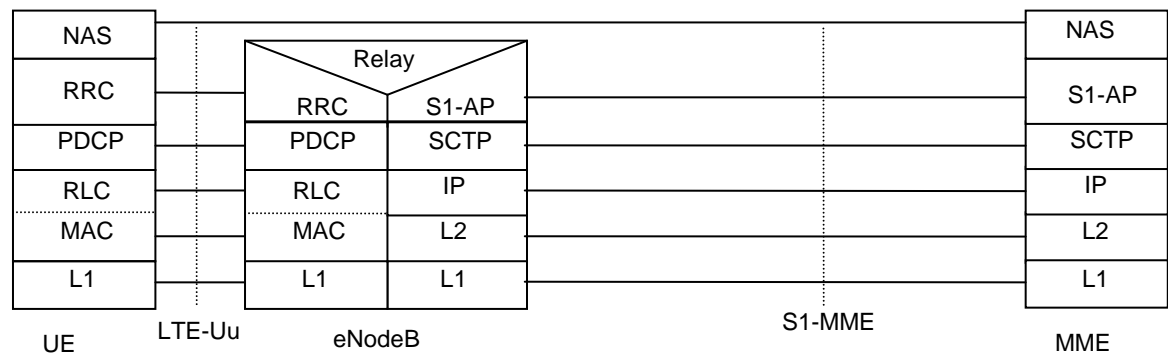 NAS NAS
Relay
RRC RRC S1-AP S1-AP
PDCP PDCP SCTP SCTP
RLC RLC IP IP
MAC MAC L2 L2
L1 L1 L1 L1
UE LTE-Uu eNodeB S1-MME MME